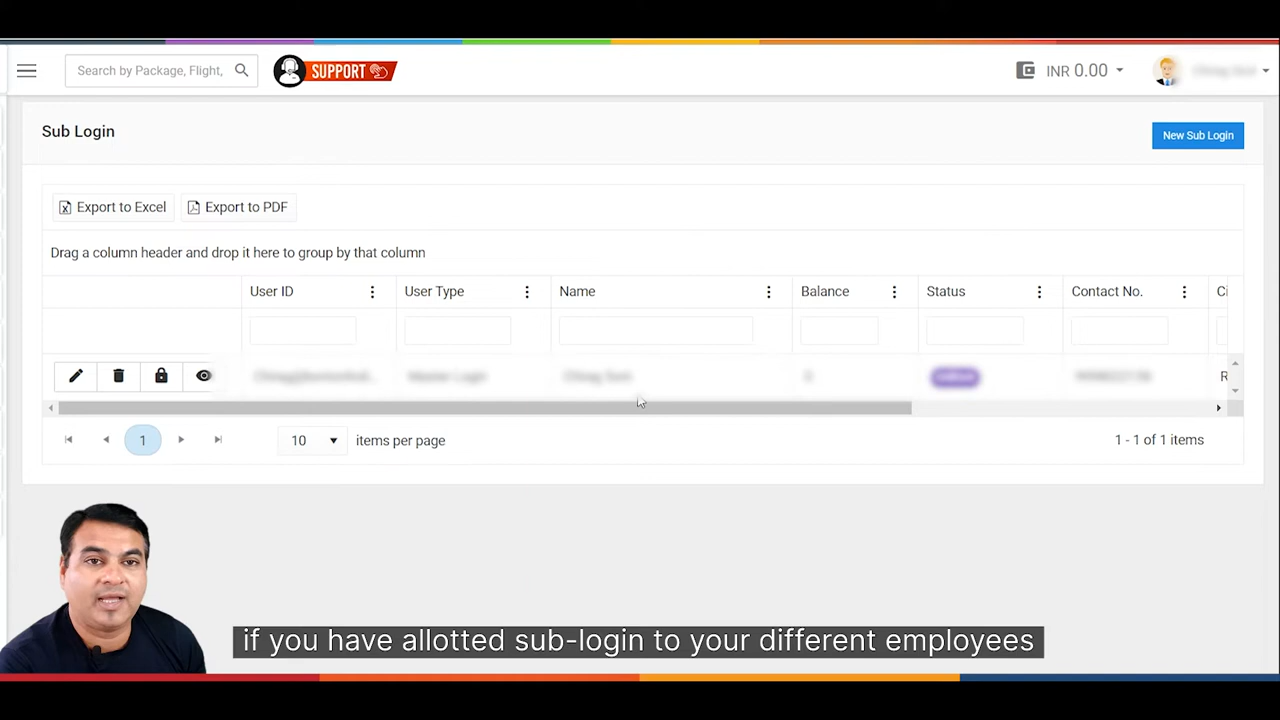 Search by Package, Flight,
SUPPORT
INR 0.00
Sub Login
New Sub Login
Export to Excel
Export to PDF
Drag a column header and drop it here to group by that column
User ID
User Type
Name
Balance
Status
Contact No.
R
1
10
items per page
1 - 1 of 1 items
if you have allotted sub-login to your different employees